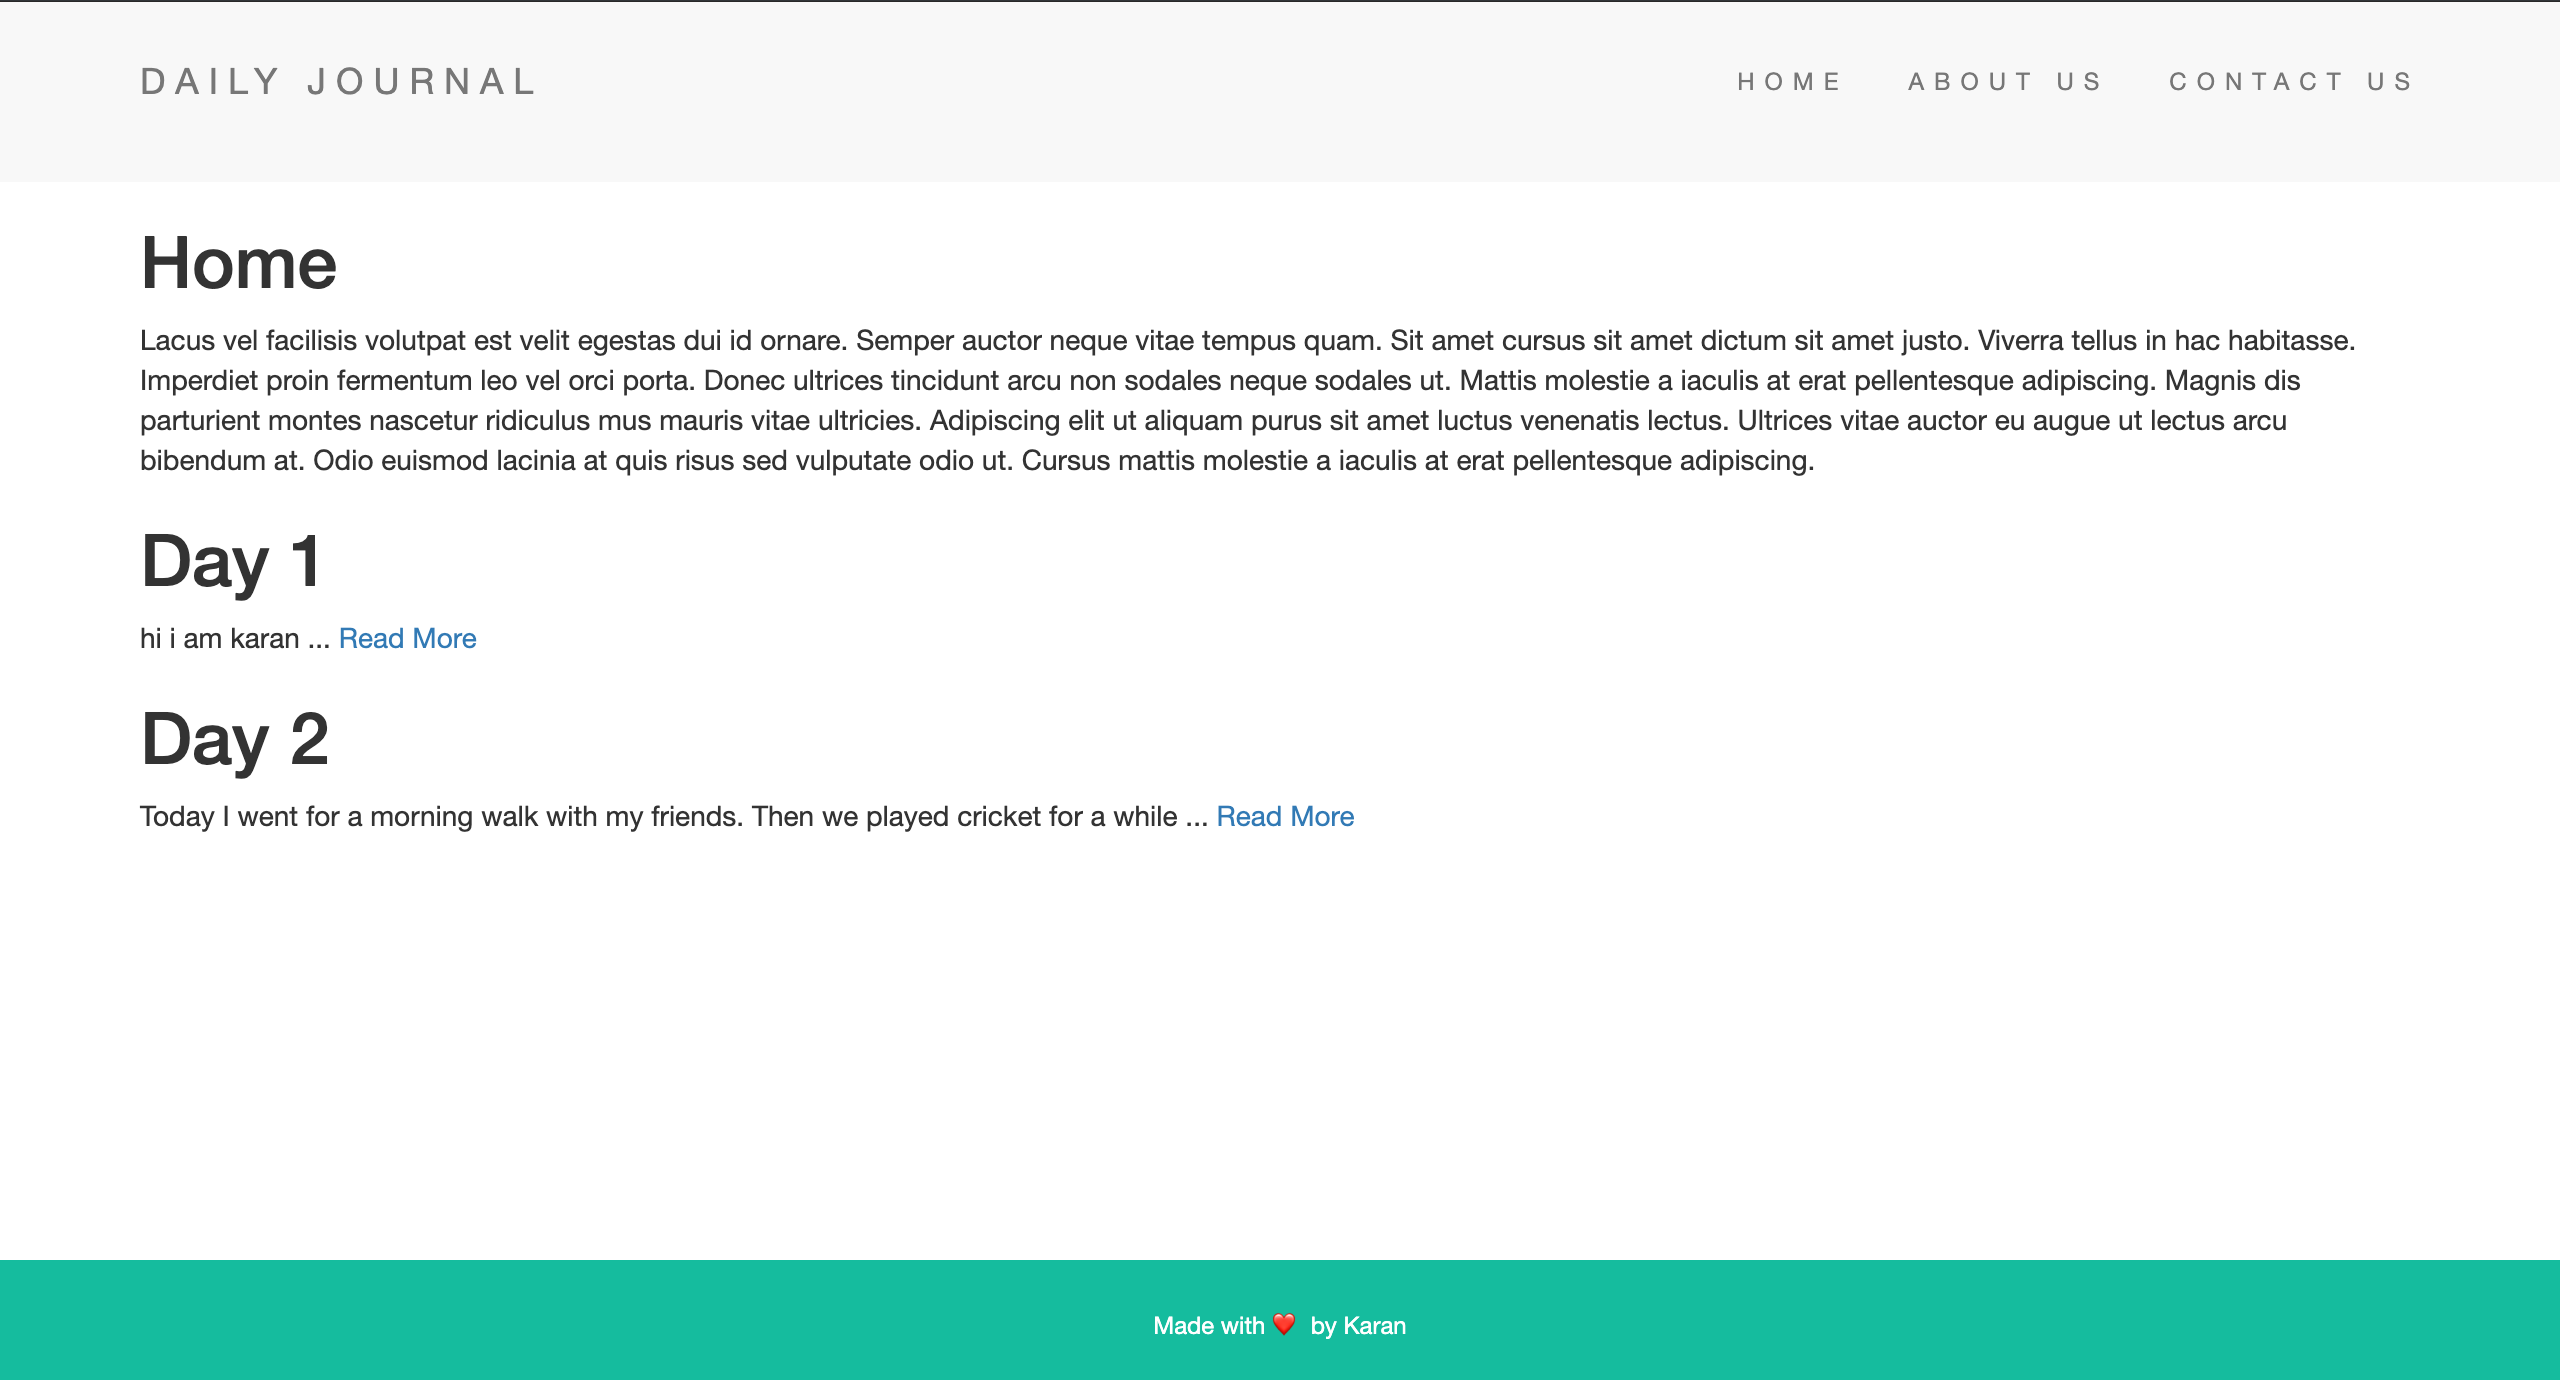 DAILY JOURNAL
HOME ABOUT US CONTACT US
Home
Lacus vel facilisis volutpat est velit egestas dui id ornare. Semper auctor neque vitae tempus quam. Sit amet cursus sit amet dictum sit amet justo. Viverra tellus in hac habitasse.
Imperdiet proin fermentum leo vel orci porta. Donec ultrices tincidunt arcu non sodales neque sodales ut. Mattis molestie a iaculis at erat pellentesque adipiscing. Magnis dis
parturient montes nascetur ridiculus mus mauris vitae ultricies. Adipiscing elit ut aliquam purus sit amet luctus venenatis lectus. Ultrices vitae auctor eu augue ut lectus arcu
bibendum at. Odio euismod lacinia at quis risus sed vulputate odio ut. Cursus mattis molestie a iaculis at erat pellentesque adipiscing.
Day 1
hi i am karan ... Read More
Day 2
Today I went for a morning walk with my friends. Then we played cricket for a while ... Read More
Made with ❤️ by Karan